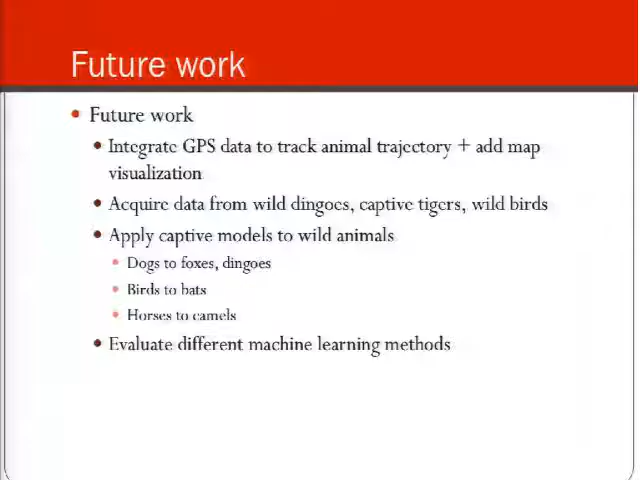 Future work
Future work
Integrate GPS data to track animal trajectory + add map
visualization
Acquire data from wild dingoes, captive tigers, wild birds
Apply captive models to wild animals
Dogs to foxes, dingoes
Birds to bats
Horses to camels
Evaluate different machine learning methods